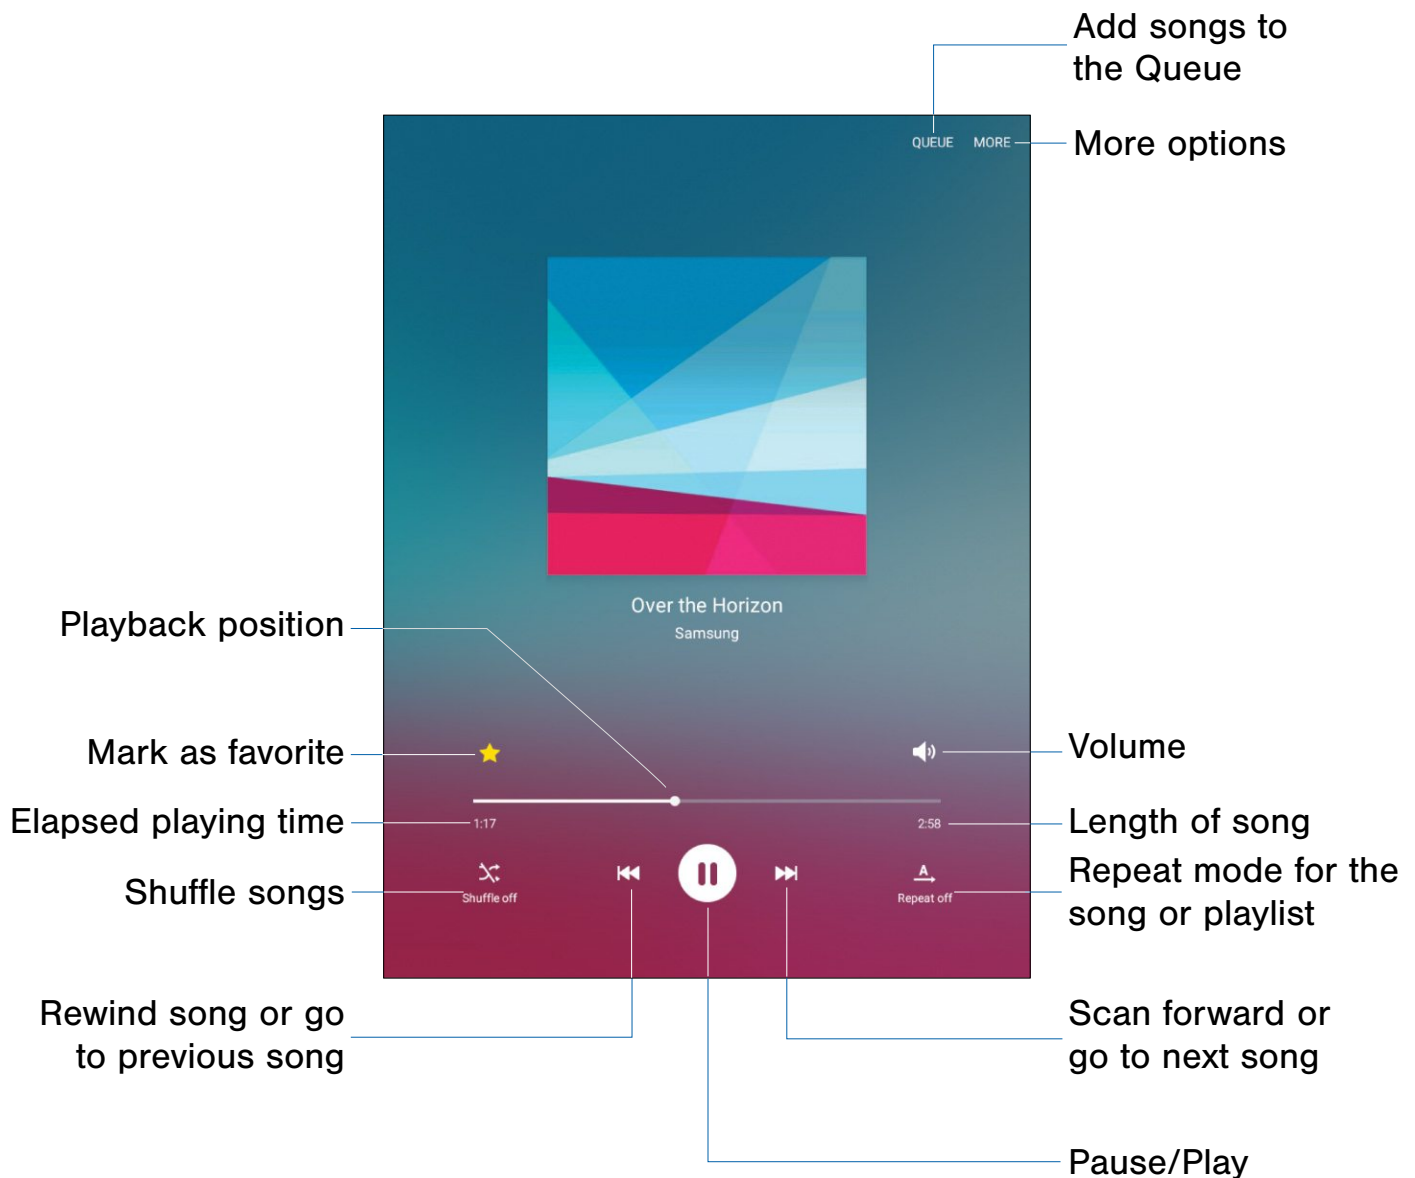 Add songs to
the Queue
QUEUE MORE
More options
Over the Horizon
Samsung
Playback position
Mark as favorite
Volume
Elapsed playing time
1:17
2:58
Length of song
Shuffle songs
Shuffle off
A
Repeat off
Repeat mode for the
song or playlist
Rewind song or go
to previous song
Scan forward or
go to next song
Pause/Play